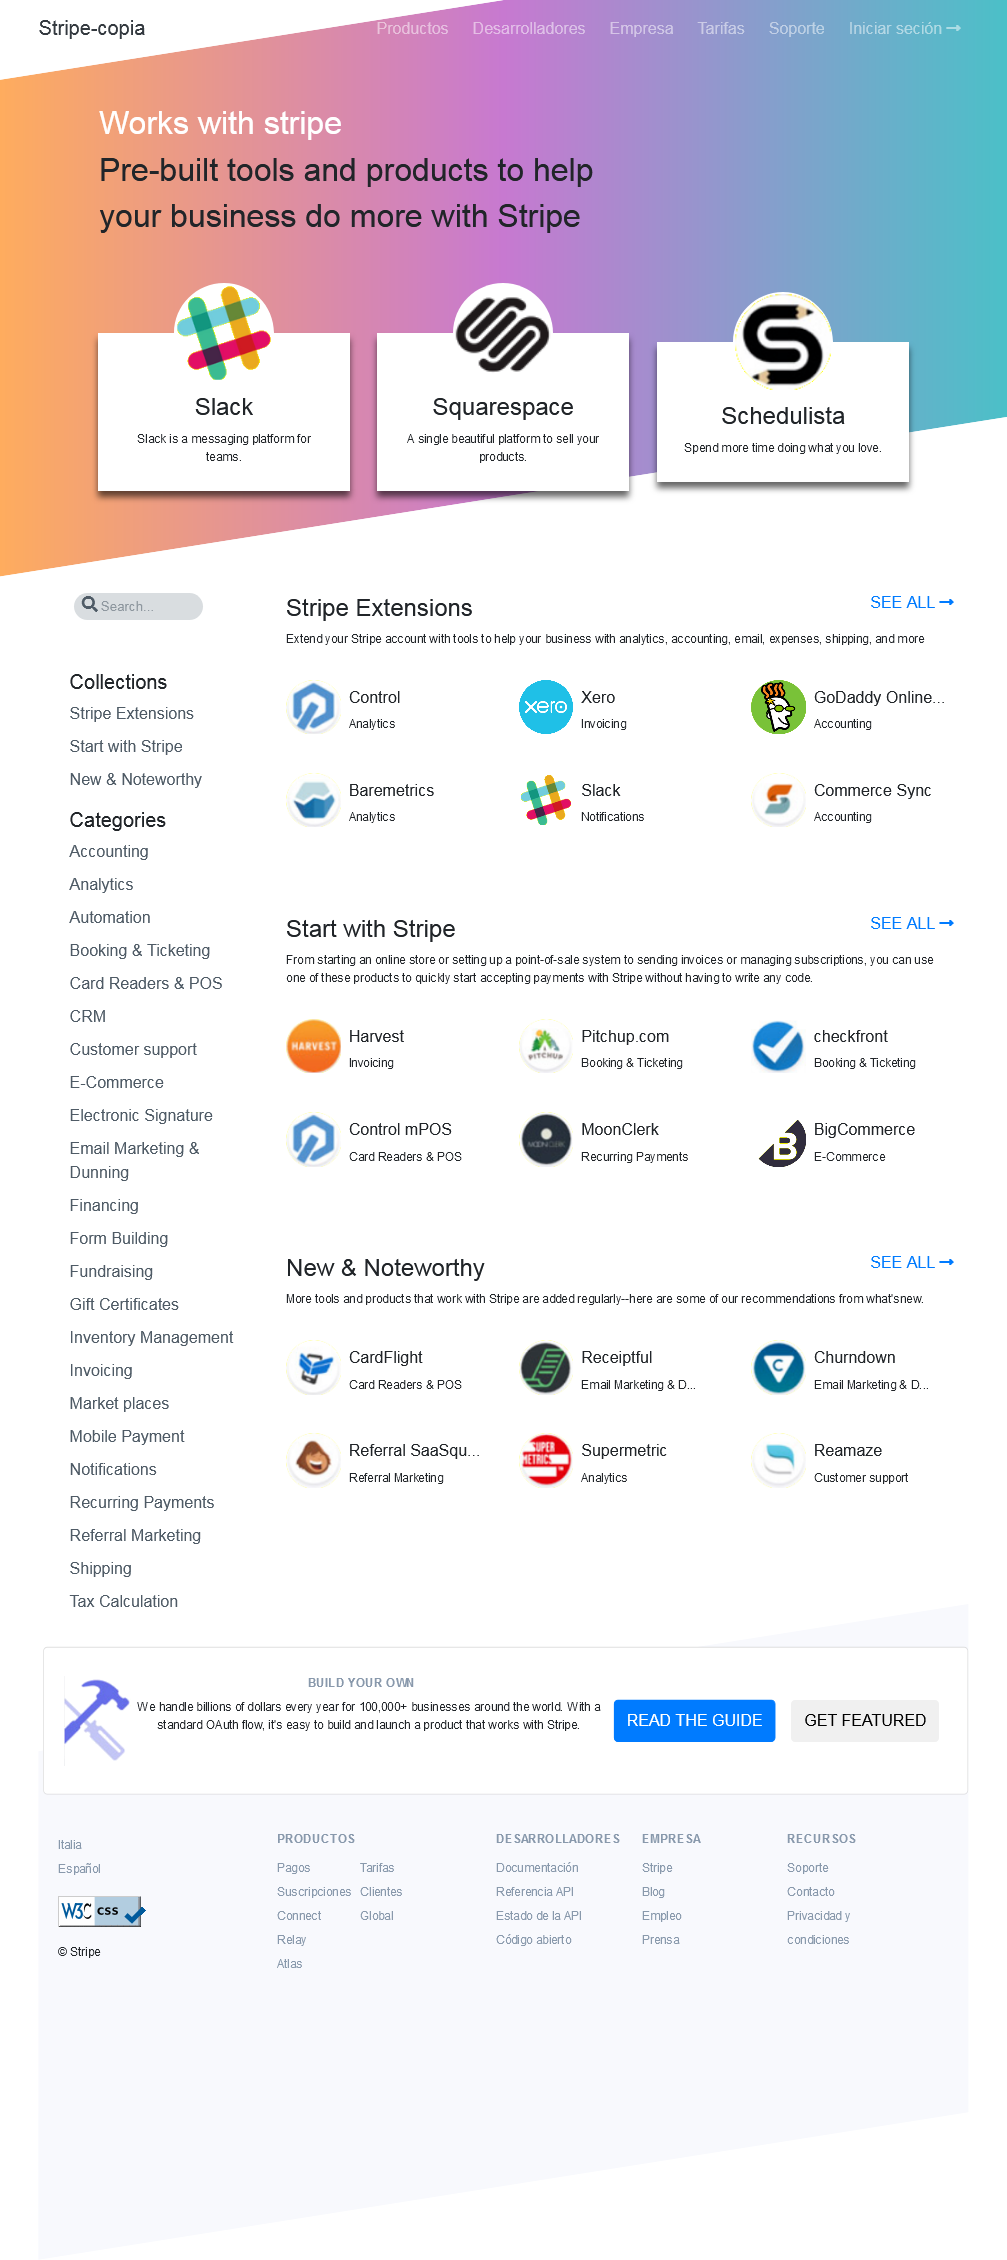 Stripe-copia
Productos Desarrolladores Empresa Tarifas Soporte Iniciar seción
Works with stripe
Pre-built tools and products to help
your business do more with Stripe
Slack
Slack is a messaging platform for
teams.
Squarespace
A single beautiful platform to sell your
products.
Schedulista
Spend more time doing what you love.
Search...
Collections
Stripe Extensions
Start with Stripe
New & Noteworthy
Categories
Accounting
Analytics
Automation
Booking & Ticketing
Card Readers & POS
CRM
Customer support
E-Commerce
Electronic Signature
Email Marketing &
Dunning
Financing
Form Building
Fundraising
Gift Certificates
Inventory Management
Invoicing
Market places
Mobile Payment
Notifications
Recurring Payments
Referral Marketing
Shipping
Tax Calculation
Stripe Extensions
SEE ALL
Extend your Stripe account with tools to help your business with analytics, accounting, email, expenses, shipping, and more
Control
Analytics
xero
Xero
Invoicing
GoDaddy Online...
Accounting
Baremetrics
Analytics
Slack
Notifications
Commerce Sync
Accounting
Start with Stripe
SEE ALL
From starting an online store or setting up a point-of-sale system to sending invoices or managing subscriptions, you can use
one of these products to quickly start accepting payments with Stripe without having to write any code.
HARVEST
Harvest
Invoicing
PITCHUP
Pitchup.com
Booking & Ticketing
checkfront
Booking & Ticketing
Control mPOS
Card Readers & POS
MOONCLERK
MoonClerk
Recurring Payments
B
BigCommerce
E-Commerce
New & Noteworthy
SEE ALL
More tools and products that work with Stripe are added regularly--here are some of our recommendations from what'snew.
CardFlight
Card Readers & POS
Receiptful
Email Marketing & D...
C
Churndown
Email Marketing & D...
Referral SaaSqu...
Referral Marketing
SUPER
METRICS
Supermetric
Analytics
Reamaze
Customer support
BUILD YOUR OWN
We handle billions of dollars every year for 100,000+ businesses around the world. With a
standard OAuth flow, it's easy to build and launch a product that works with Stripe.
READ THE GUIDE
GET FEATURED
Italia
Español
W3C css
© Stripe
PRODUCTOS
Pagos Tarifas
Suscripciones Clientes
Connect Global
Relay
Atlas
DESARROLLADORES
Documentación
Referencia API
Estado de la API
Código abierto
EMPRESA
Stripe
Blog
Empleo
Prensa
RECURSOS
Soporte
Contacto
Privacidad y
condiciones